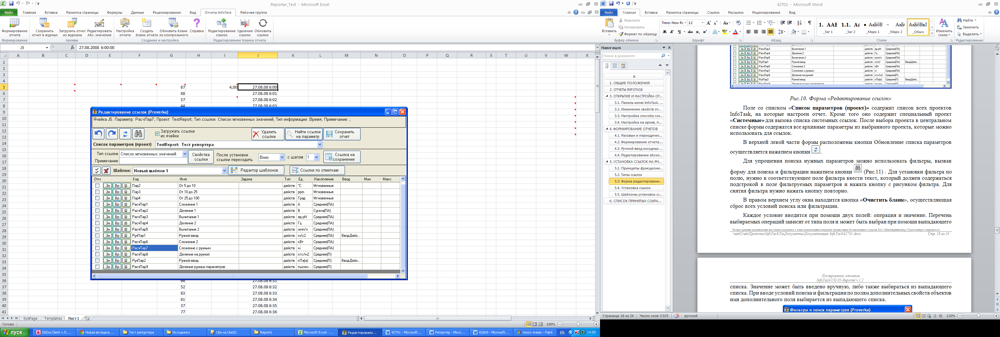 Reporter_Test - Microsoft Excel
Файл Главная Вставка Разметка страницы Формулы Данные Рецензирование Вид Отчеты InfoTask Рабочая группа
Формирование отчета
Сохранить отчет в журнал
Загрузить отчет из журнала
Редактировать Абс. значения
Настройка отчета
Создать бланк отчета
Обновить бланк из контрольного
Справка
Редактирование ссылок
Удаление ссылок
Обновить ссылки
Формирование Архивы Создание и настройка Редактирование бланка отчета
J5 fx 27.08.2008 6:00:00
A B C D E F G H I J K L M N O P Q R S T U V W X
1
2
3
4
5 87 4,00 27.08.08 6:00
6 68 27.08.08 6:01
7 57 27.08.08 6:02
8 44 27.08.08 6:03
9
10
11
12
13
14
15
16
17
18
19
20
21
22
23
24
25
26
27
28
29
30
31
32
33
34
35
36 66 27.08.08 6:31
37 52 27.08.08 6:32
38 83 27.08.08 6:33
39 61 27.08.08 6:34
40 37 27.08.08 6:35
41 77 27.08.08 6:36
Редактирование ссылок (Proverka)
Ячейка J5. Параметр: РасчПар7; Проект: TestReport; Тип ссылки: Список мгновенных значений; Тип информации: Время; Примечание: ;
Загружать ссылки из ячейки
Удалить ссылки
Найти ссылки на параметр
Сохранить отчет
Список параметров (проект) TestReport: Тест репортера
Тип ссылки Список мгновенных значений
Примечание
Свойства ссылки
После установки ссылки переходить Вниз с шагом 1
Ссылка на сохранение
Шаблон: Новый шаблон 1 Редактор шаблонов Ссылки по отметкам
Отм Код Имя Задача Тип Ед. Накопление Ввод Мин Макс
Зн Вр Ш Пар2 От 5 до 10 действ °С Мгновенные
Зн Вр Ш Пар3 От 10 до 25 действ ppm Мгновенные
Зн Вр Ш Пар4 От 25 до 100 действ Град Мгновенные
Зн Вр Ш РасчПар1 Сложение 1 действ А Среднее(ПА)
Зн Вр Ш РасчПар2 Деление 1 действ В Сумма(ПА)
Зн Вр Ш РасчПар3 Вычитание 1 действ ед.pH Среднее(ПА)
Зн Вр Ш РасчПар4 Деление 2 действ Гц Среднее(ПА)
Зн Вр Ш РасчПар5 Вычитание 2 действ имп/л Среднее(ПА)
Зн Вр Ш РучПар1 Ручной ввод действ м/с2 Среднее(ПА) ВводДейс...
Зн Вр Ш РасчПар6 Сложение 2 действ кВт Среднее(ПА)
Зн Вр Ш РасчПар7 Сложение с ручным действ м Среднее(ПА)
Зн Вр Ш РасчПар8 Деление на ручной действ кгс/м2 Среднее(П)
Зн Вр Ш РучПар2 Ручной ввод действ кПа(а) Среднее(П) ВводДейс...
Зн Вр Ш РасчПар9 Деление ручных параметров действ тыснм... Среднее(П)
SysPage Templates Лист1
Готово 100%
42701 - Microsoft Word
Файл Главная Вставка Разметка страницы Ссылки Рассылки Рецензирование Вид
Вставить
Вырезать
Копировать
Формат по образцу
Times New Rc 12
Ж К Ч abc x₂ x²
1. AAB 1.1. Aa АаБбВ АаБб АаБбВвГ
_Заг 1 _Заг 2 _Марк 1 _Марк 2 _Обыч
Изменить стили
Найти
Заменить
Выделить
Буфер обмена Шрифт Абзац Стили Редактирование
Навигация
Поиск в документе
1. ОБЩИЕ ПОЛОЖЕНИЯ
2. ОТЧЕТЫ INFOTASK
3. ОТКРЫТИЕ И НАСТРОЙКА ОТ...
3.1. Панель меню InfoTask. ...
3.2. Изменение свойств от...
3.3. Настройка способа сох...
3.4. Настройка на архив, п...
4. ФОРМИРОВАНИЕ ОТЧЕТОВ
4.1. Разовые и периодичес...
4.2. Формирование отчета....
4.3. Ручной ввод исходных ...
4.4. Редактирование абсол...
5. УСТАНОВКА ССЫЛОК НА ЯЧ...
5.1. Принципы функциони...
5.2. Типы ссылок
5.3. Форма редактировани...
5.4. Установка ссылок
5.5. Шаблоны установки сс...
6. СПИСОК ПРИНЯТЫХ СОКРА...
Зн Вр Ш РасчПар3 Вычитание 1 действ ед.pH Среднее(ПА)
Зн Вр Ш РасчПар4 Деление 2 действ Гц Среднее(ПА)
Зн Вр Ш РасчПар5 Вычитание 2 действ имп/л Среднее(ПА)
Зн Вр Ш РучПар1 Ручной ввод действ м/с2 Среднее(ПА) ВводДейс...
Зн Вр Ш РасчПар6 Сложение 2 действ кВт Среднее(ПА)
Зн Вр Ш РасчПар7 Сложение с ручным действ м Среднее(ПА)
Зн Вр Ш РасчПар8 Деление на ручной действ кгс/м2 Среднее(П)
Зн Вр Ш РучПар2 Ручной ввод действ кПа(а) Среднее(П) ВводДейс...
Рис.10. Форма «Редактирование ссылок»
Поле со списком «Список параметров (проект)» содержит список всех проектов
InfoTask, на которые настроен отчет. Кроме того оно содержит специальный проект
«Системные» для вызова списка системных ссылок. После выбора проекта в центральном
списке формы содержатся все архивные параметры из выбранного проекта, которые можно
использовать для ссылок.
В верхней левой части формы расположены кнопки Обновление списка параметров
осуществляется нажатием кнопки .
Для упрощения поиска нужных параметров можно использовать фильтры, вызвав
форму для поиска и фильтрации нажатием кнопки (Рис.11) . Для установки фильтра по
полю, нужно в соответствующее поле фильтра ввести текст, который должен содержаться
подстрокой в поле фильтруемых параметров и нажать кнопку с рисунком фильтра. Для
снятия фильтра нужно нажать кнопку повторно.
В правом верхнем углу окна находится кнопка «Очистить бланк», осуществляющая
сброс всех условий поиска или фильтрации.
Каждое условие вводится при помощи двух полей: операция и значение. Перечень
выбираемых операций зависит от типа поля и может быть выбран при помощи выпадающего
Распространение и размножение настоящего документа, а также использование и передача третьим лицам без письменного согласия ЗАО «Инженерный центр «Уралтехэнерго» запрещается
\\ute02\ute\Проекты\InfoTask\ТехДокументы\Документация InfoTask\42701.docx Стр. 18 из 24
Построитель отчетов
InfoTask-UG.05-Reporter v.1.2
списка. Значение может быть введено вручную, либо также выбираться из выпадающего
списка. При вводе условий поиска и фильтрации по полям дополнительных свойств объектов
имя дополнительного поля выбирается из выпадающего списка.
Фильтры и поиск параметров (Proverka)
Страница: 18 из 24 Число слов: 5 025 русский 110%
пуск DbDocClient v.5.... Новая вкладка ... Тест репортера Исходники Ute на Ute02 Reports Microsoft Excel - ... Редактировани... 42701 - Microsoft... Репортер - Micro... 42669 - Microsoft... поиск ячеек - Paint EN 14:55